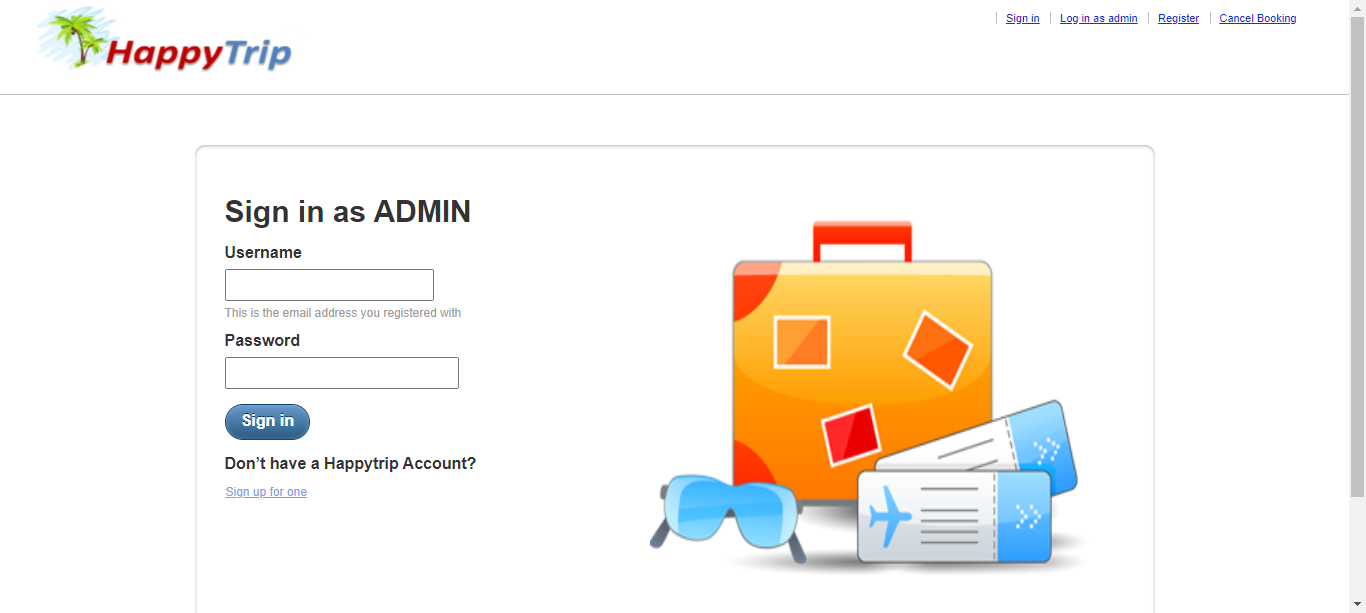 HappyTrip
Sign in
Log in as admin
Register
Cancel Booking
Sign in as ADMIN
Username
This is the email address you registered with
Password
Sign in
Don’t have a Happytrip Account?
Sign up for one